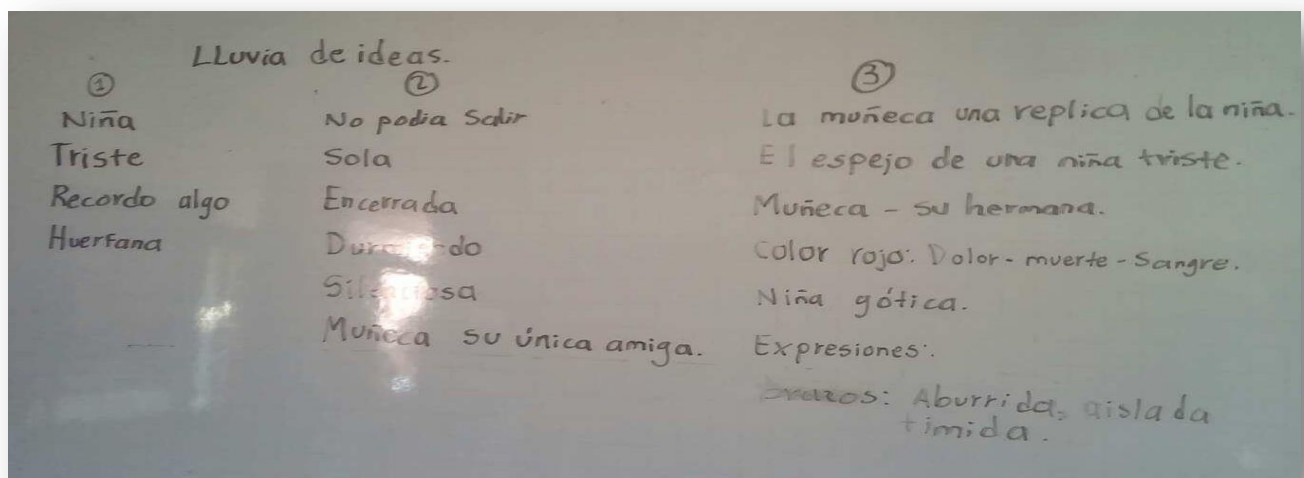 LLuvia de ideas.
①
Niña
Triste
Recordo algo
Huerfana
②
No podia Salir
Sola
Encerrada
Muñeca su única amiga.
③
La muñeca una replica de la niña.
El espejo de una niña triste.
Muñeca - su hermana.
Color rojo: Dolor - muerte - Sangre.
Niña gótica.
Expresiones:
Aburrida, aislada
timida.